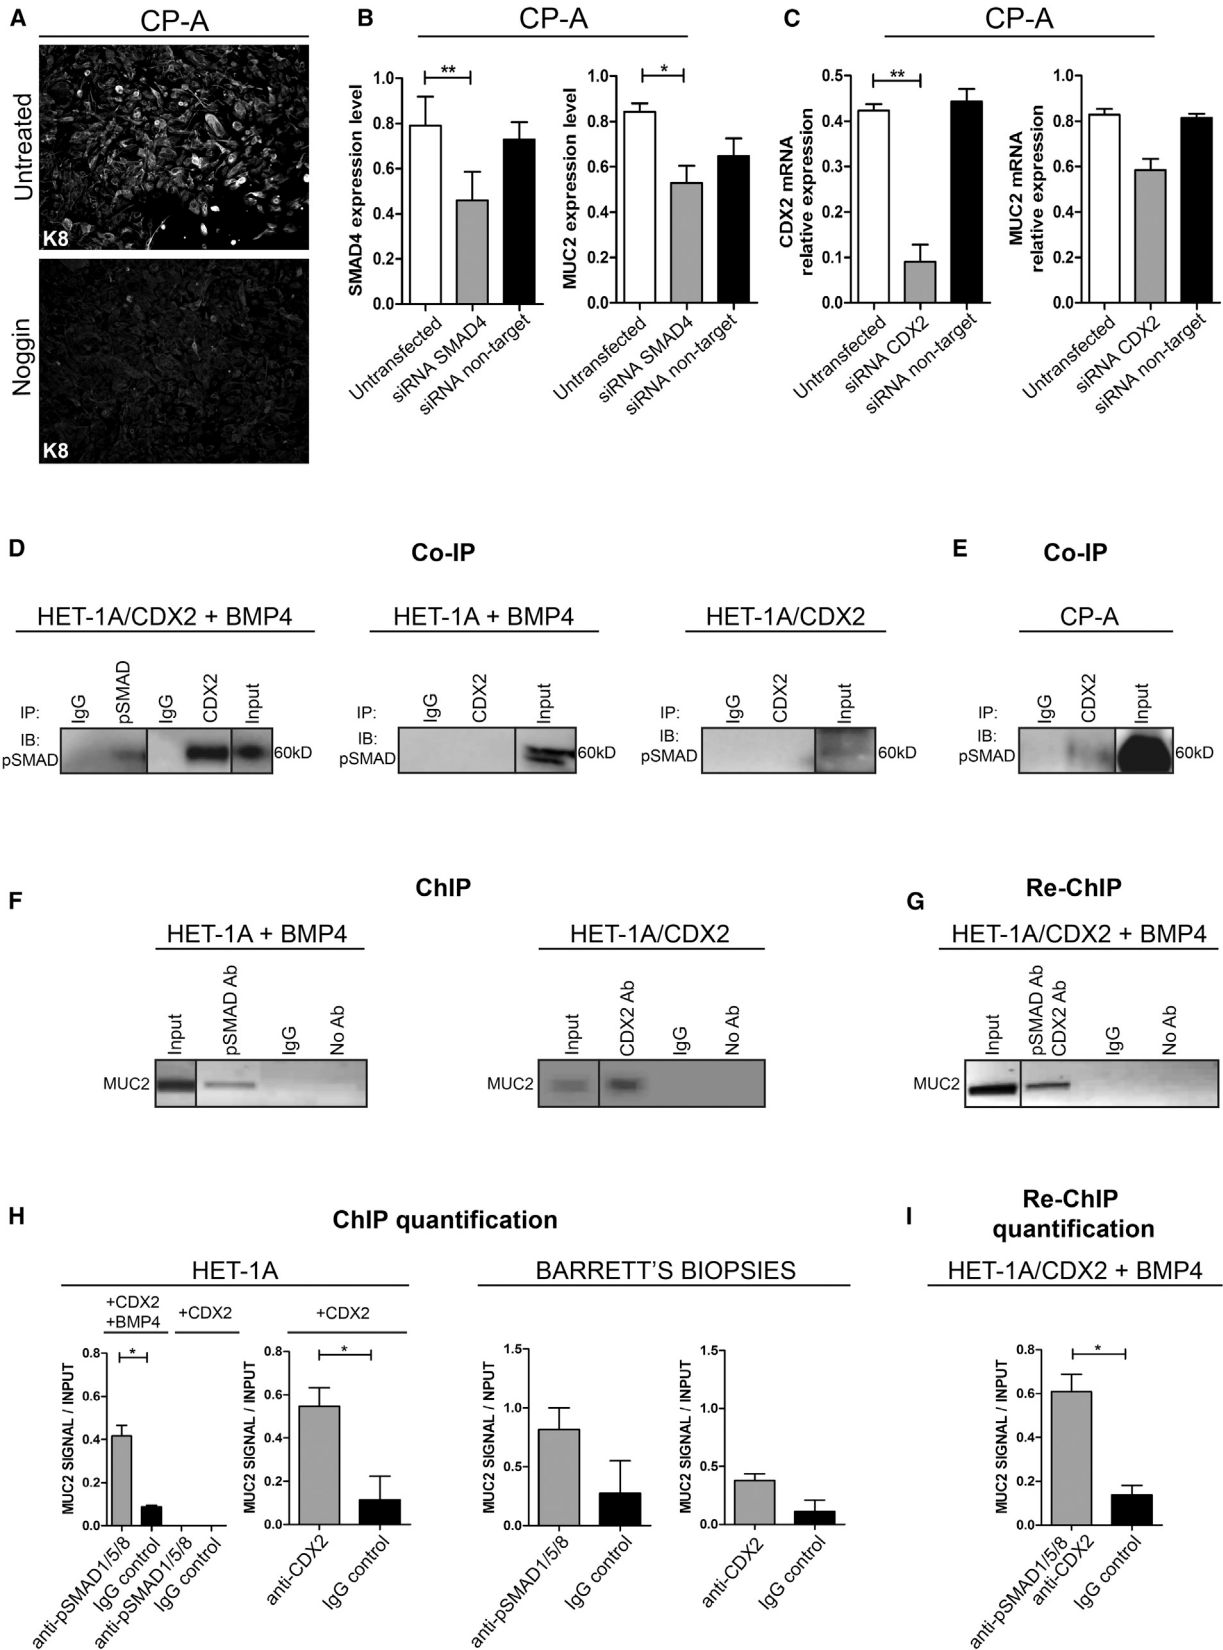 A
CP-A
Untreated
K8
Noggin
K8
B
CP-A
SMAD4 expression level
1.0
0.8
0.6
0.4
0.2
0.0
**
Untransfected
siRNA SMAD4
siRNA non-target
MUC2 expression level
1.0
0.8
0.6
0.4
0.2
0.0
*
Untransfected
siRNA SMAD4
siRNA non-target
C
CP-A
CDX2 mRNA
relative expression
0.5
0.4
0.3
0.2
0.1
0.0
**
Untransfected
siRNA CDX2
siRNA non-target
MUC2 mRNA
relative expression
1.0
0.8
0.6
0.4
0.2
0.0
Untransfected
siRNA CDX2
siRNA non-target
D
Co-IP
HET-1A/CDX2 + BMP4
IP:
IgG
pSMAD
IgG
CDX2
Input
IB:
pSMAD
60kD
HET-1A + BMP4
IP:
IgG
CDX2
Input
IB:
pSMAD
60kD
HET-1A/CDX2
IP:
IgG
CDX2
Input
IB:
pSMAD
60kD
E
Co-IP
CP-A
IP:
IgG
CDX2
Input
IB:
pSMAD
60kD
F
ChIP
HET-1A + BMP4
Input
pSMAD Ab
IgG
No Ab
MUC2
HET-1A/CDX2
Input
CDX2 Ab
IgG
No Ab
MUC2
G
Re-ChIP
HET-1A/CDX2 + BMP4
Input
pSMAD Ab
CDX2 Ab
IgG
No Ab
MUC2
H
ChIP quantification
HET-1A
+CDX2
+BMP4
+CDX2
MUC2 SIGNAL / INPUT
0.8
0.6
0.4
0.2
0.0
*
anti-pSMAD1/5/8
IgG control
anti-pSMAD1/5/8
IgG control
+CDX2
MUC2 SIGNAL / INPUT
0.8
0.6
0.4
0.2
0.0
*
anti-CDX2
IgG control
BARRETT'S BIOPSIES
MUC2 SIGNAL / NPUT
1.5
1.0
0.5
0.0
anti-pSMAD1/5/8
IgG control
MUC2 SIGNAL / INPUT
1.5
1.0
0.5
0.0
anti-CDX2
IgG control
I
Re-ChIP
quantification
HET-1A/CDX2 + BMP4
MUC2 SIGNAL / INPUT
0.8
0.6
0.4
0.2
0.0
*
anti-pSMAD1/5/8
anti-CDX2
IgG control